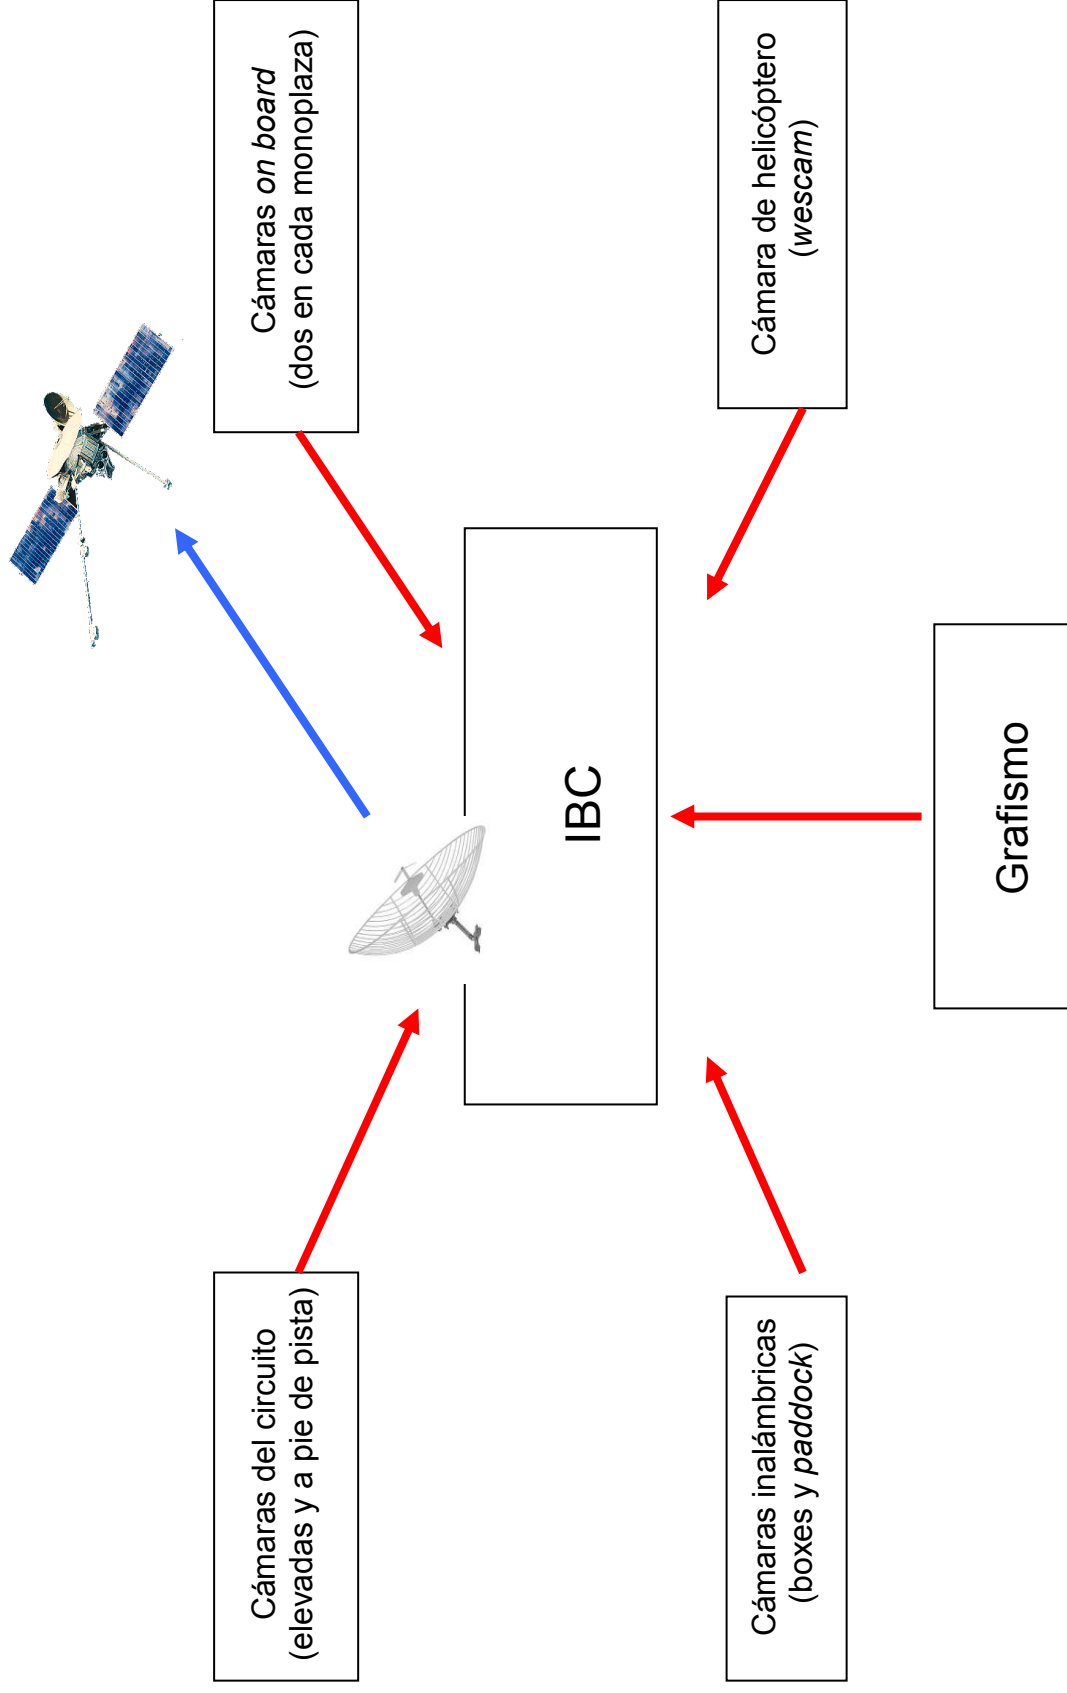 Cámaras del circuito
(elevadas y a pie de pista)
Cámaras on board
(dos en cada monoplaza)
IBC
Cámaras inalámbricas
(boxes y paddock)
Cámara de helicóptero
(wescam)
Grafismo